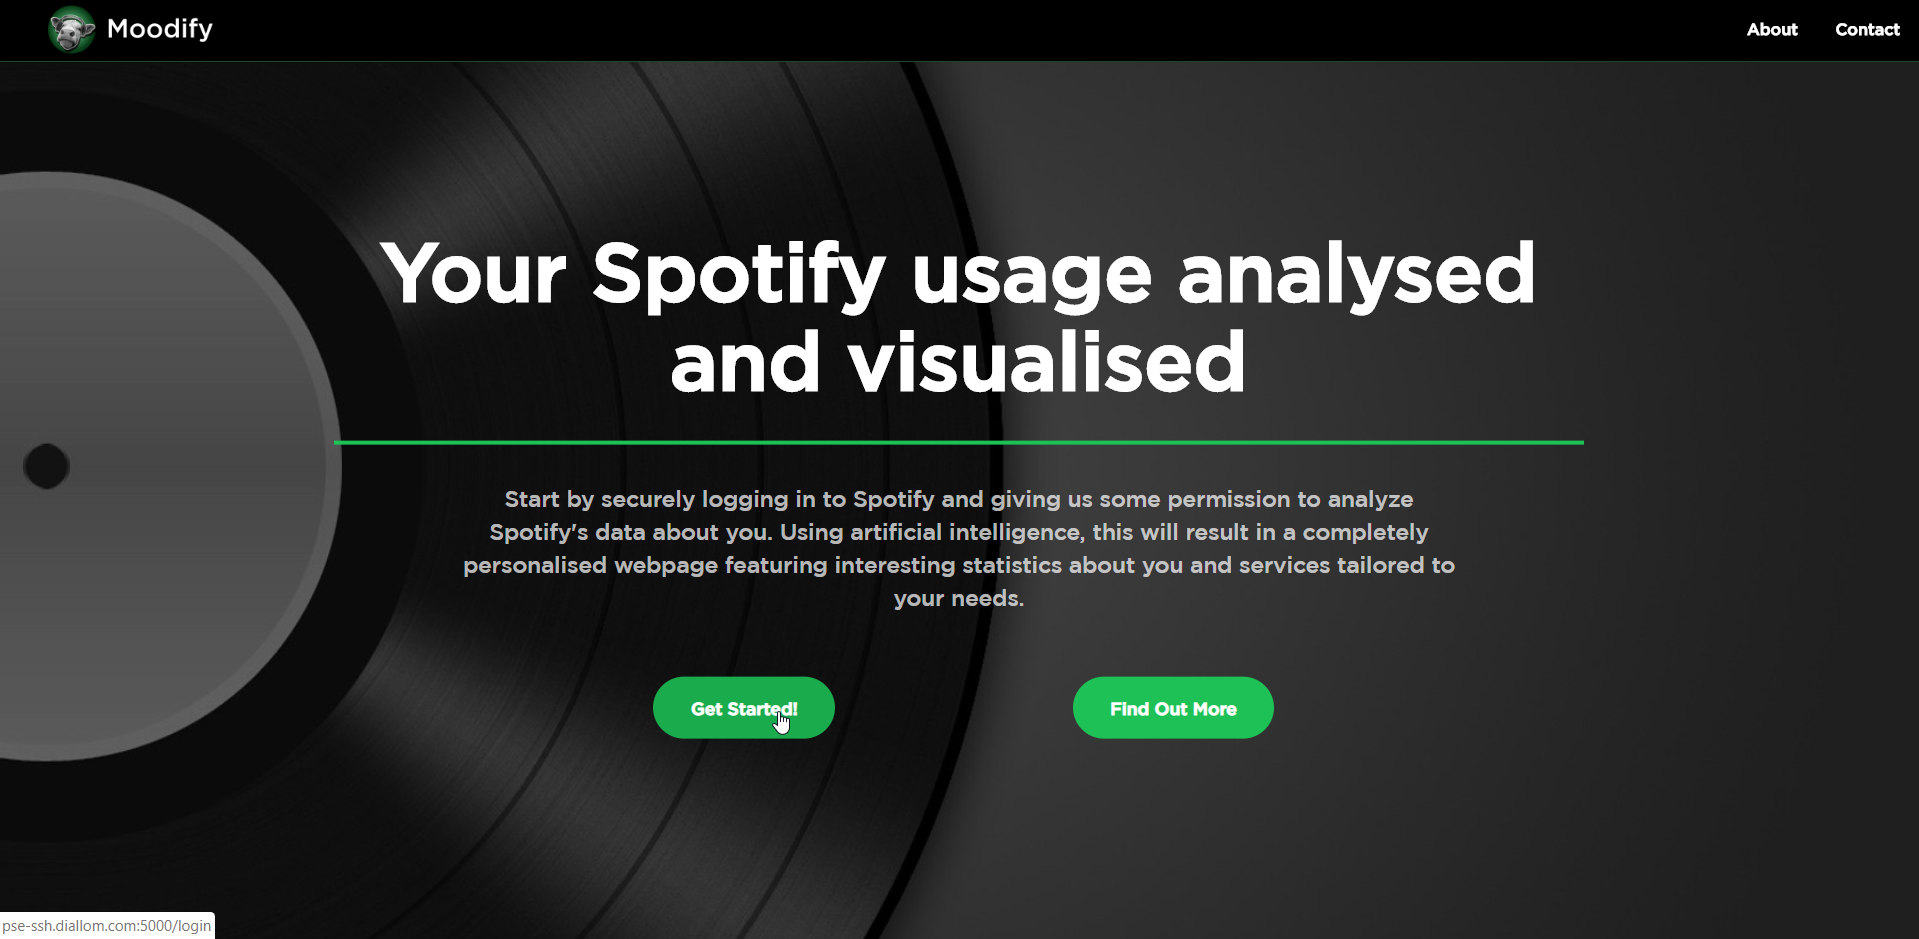 Moodify
About
Contact
Your Spotify usage analysed
and visualised
Start by securely logging in to Spotify and giving us some permission to analyze
Spotify's data about you. Using artificial intelligence, this will result in a completely
personalised webpage featuring interesting statistics about you and services tailored to
your needs.
Get Started!
Find Out More
pse-ssh.diallom.com:5000/login